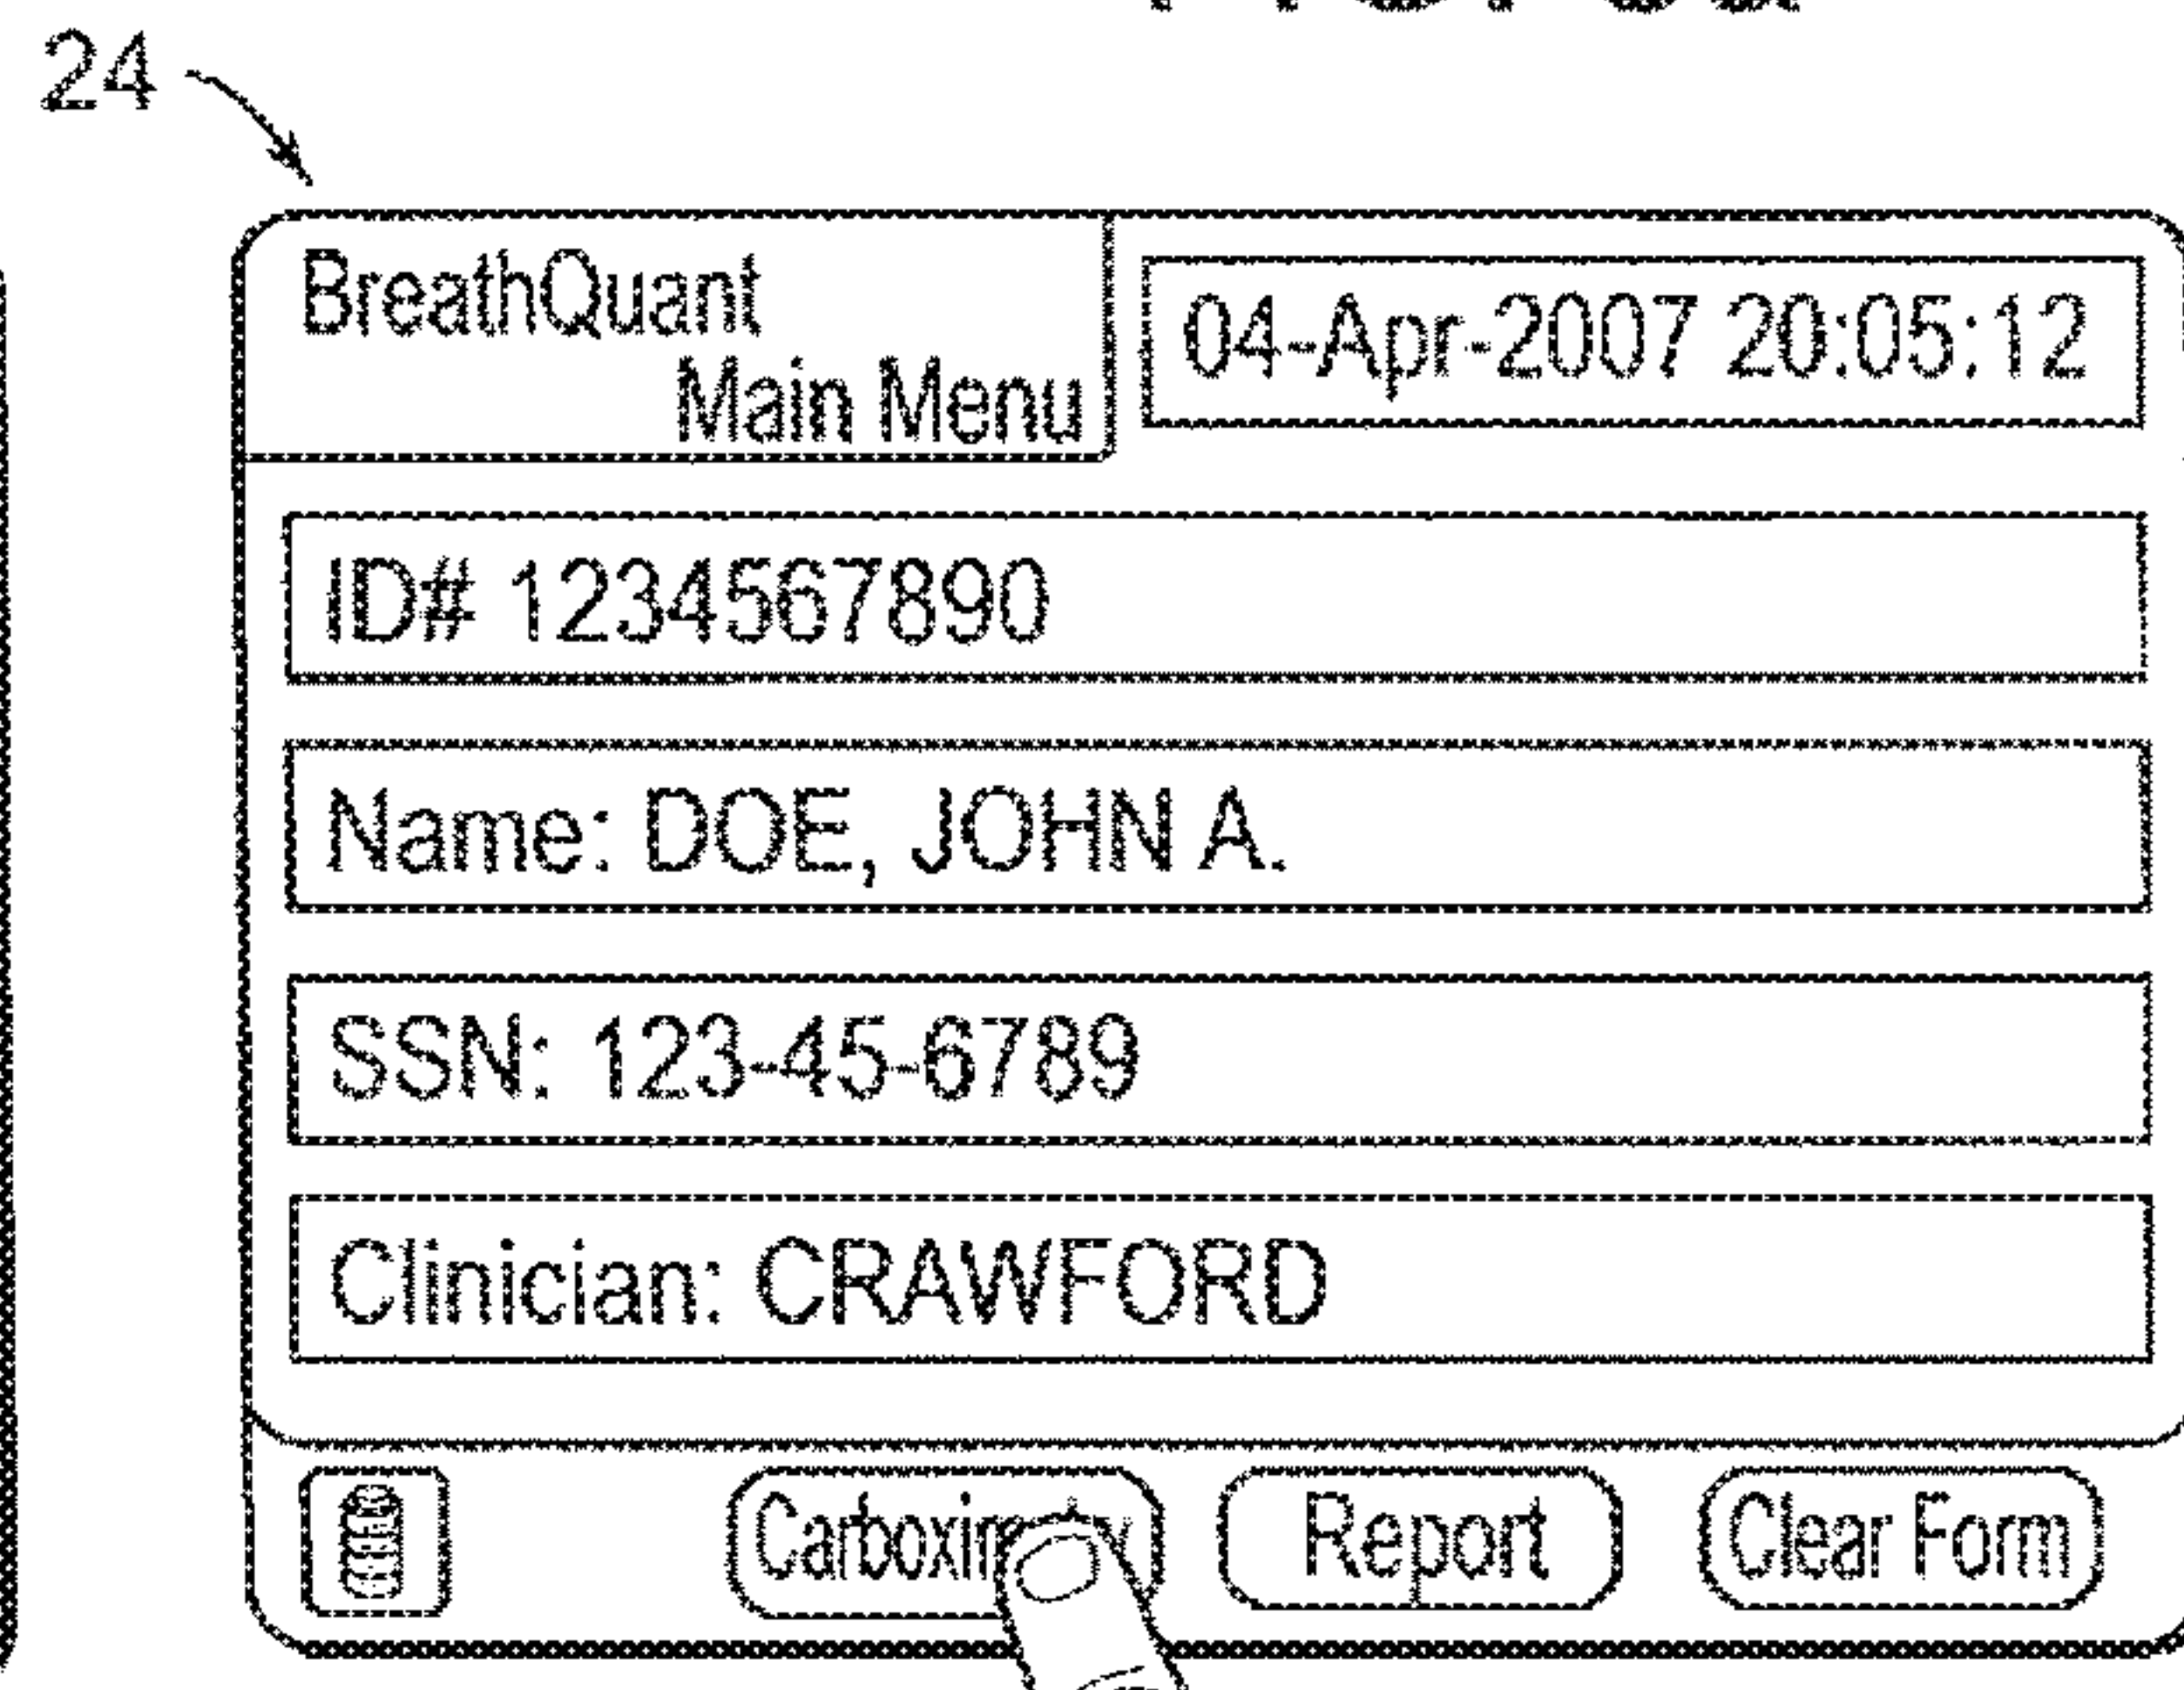 24
BreathQuant
Main Menu
04-Apr-2007 20:05:12
ID# 1234567890
Name: DOE, JOHN A.
SSN: 123-45-6789
Clinician: CRAWFORD
Report
Clear Form